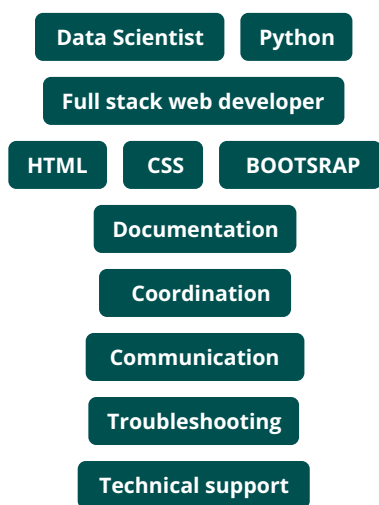 Data Scientist Python
Full stack web developer
HTML CSS BOOTSRAP
Documentation
Coordination
Communication
Troubleshooting
Technical support